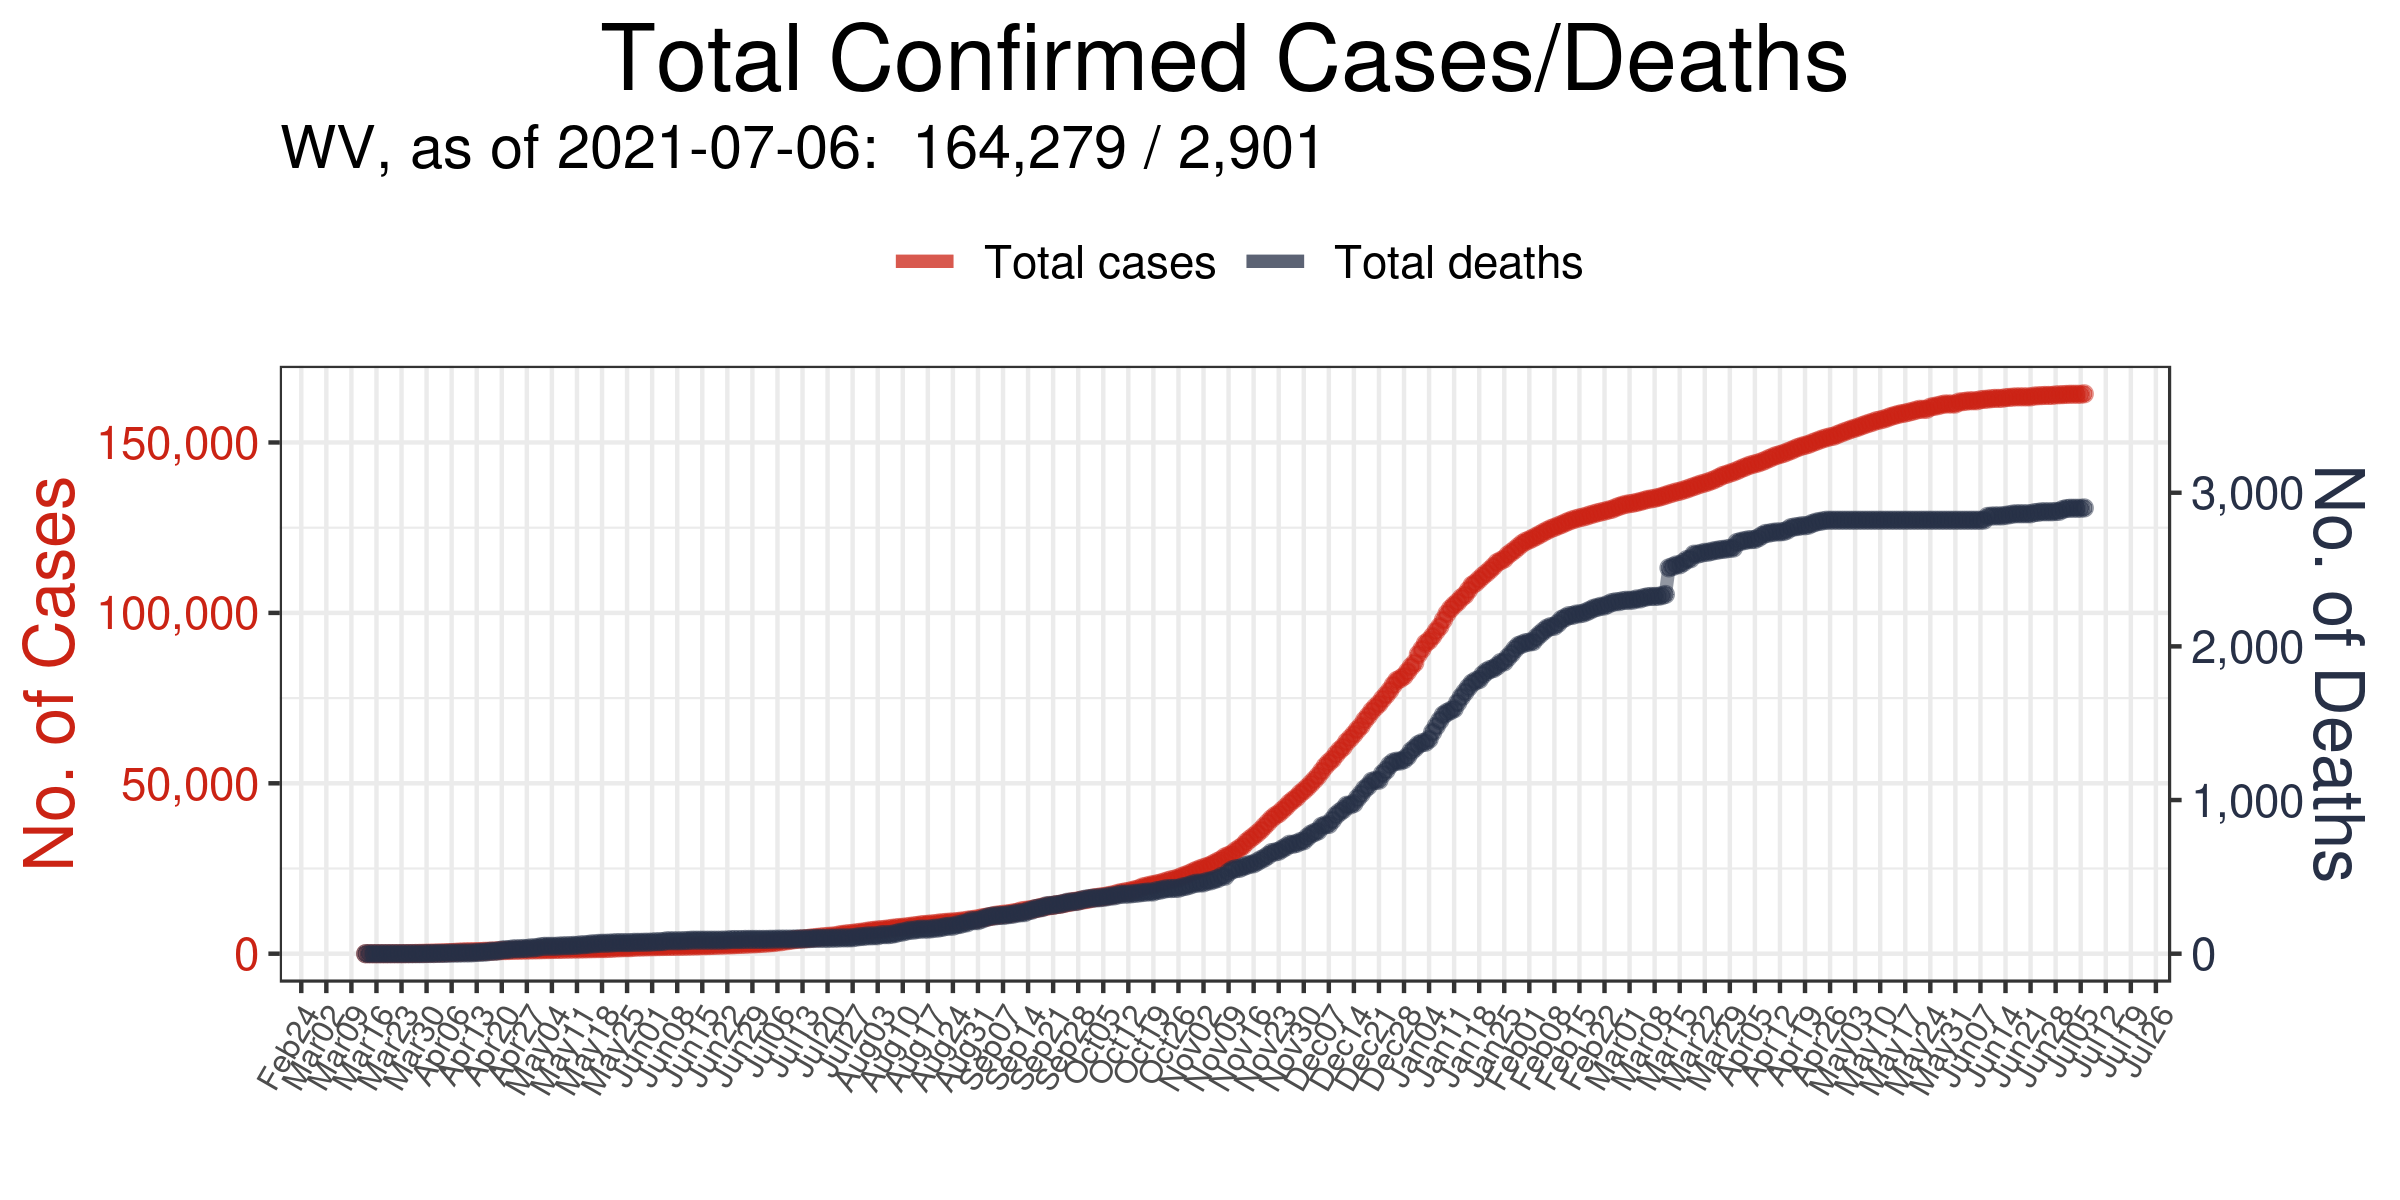 Total Confirmed Cases/Deaths
WV, as of 2021-07-06:  164,279 / 2,901
Total cases
Total deaths
No. of Cases
150,000
100,000
50,000
0
3,000
2,000
1,000
0
No. of Deaths
Feb24
Mar02
Mar09
Mar16
Mar23
Mar30
Apr06
Apr13
Apr20
Apr27
May04
May11
May18
May25
Jun01
Jun08
Jun15
Jun22
Jun29
Jul06
Jul13
Jul20
Jul27
Aug03
Aug10
Aug17
Aug24
Aug31
Sep07
Sep14
Sep21
Sep28
Oct05
Oct12
Oct19
Oct26
Nov02
Nov09
Nov16
Nov23
Nov30
Dec07
Dec14
Dec21
Dec28
Jan04
Jan11
Jan18
Jan25
Feb01
Feb08
Feb15
Feb22
Mar01
Mar08
Mar15
Mar22
Mar29
Apr05
Apr12
Apr19
Apr26
May03
May10
May17
May24
May31
Jun07
Jun14
Jun21
Jun28
Jul05
Jul12
Jul19
Jul26